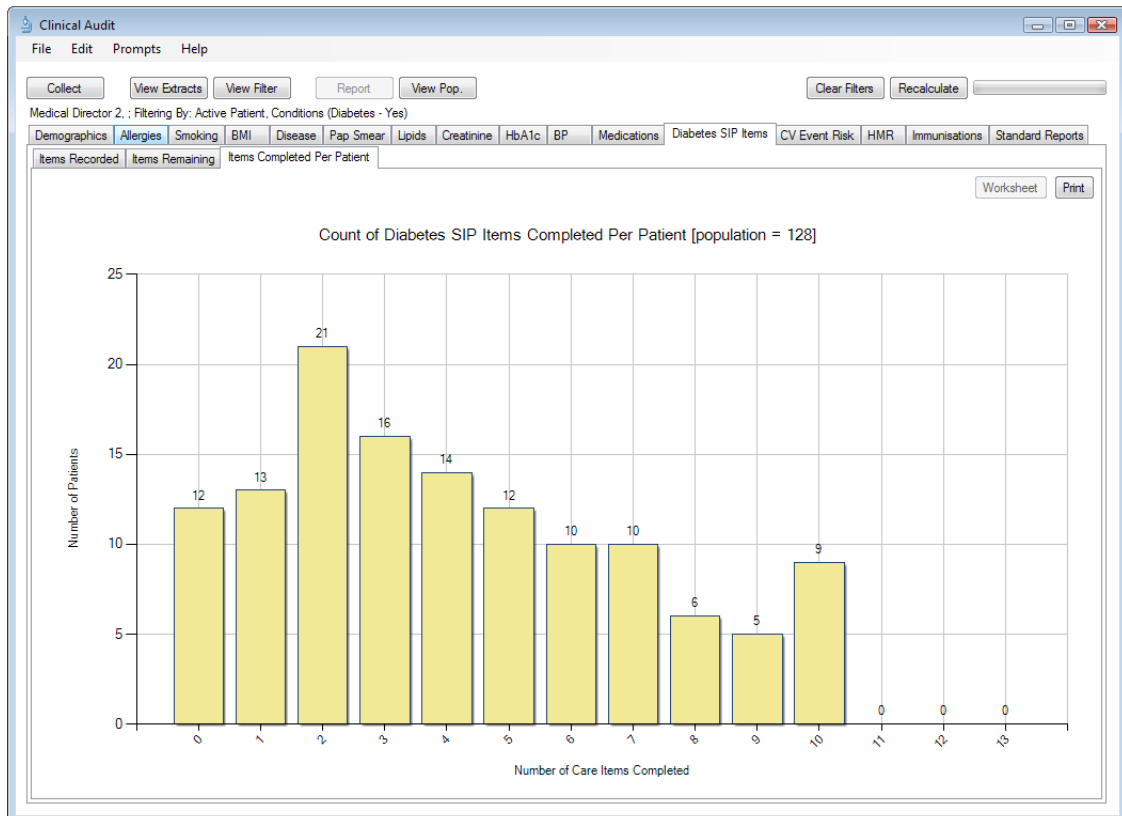 Clinical Audit
File Edit Prompts Help
Collect View Extracts View Filter Report View Pop. Clear Filters Recalculate
Medical Director 2, ; Filtering By: Active Patient, Conditions (Diabetes - Yes)
Demographics Allergies Smoking BMI Disease Pap Smear Lipids Creatinine HbA1c BP Medications Diabetes SIP Items CV Event Risk HMR Immunisations Standard Reports
Items Recorded Items Remaining Items Completed Per Patient
Worksheet Print
Count of Diabetes SIP Items Completed Per Patient [population = 128]
Number of Patients
25
20
15
10
5
0
12 13 21 16 14 12 10 10 6 5 9 0 0 0
0 1 2 3 4 5 6 7 8 9 10 11 12 13
Number of Care Items Completed